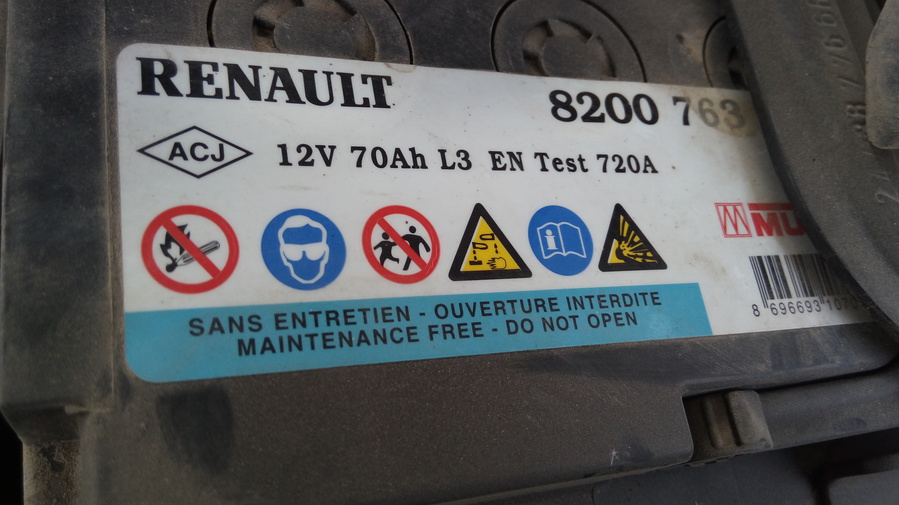 RENAULT
8200 763
ACJ
12V 70Ah L3 EN Test 720A
SANS ENTRETIEN - OUVERTURE INTERDITE
MAINTENANCE FREE - DO NOT OPEN